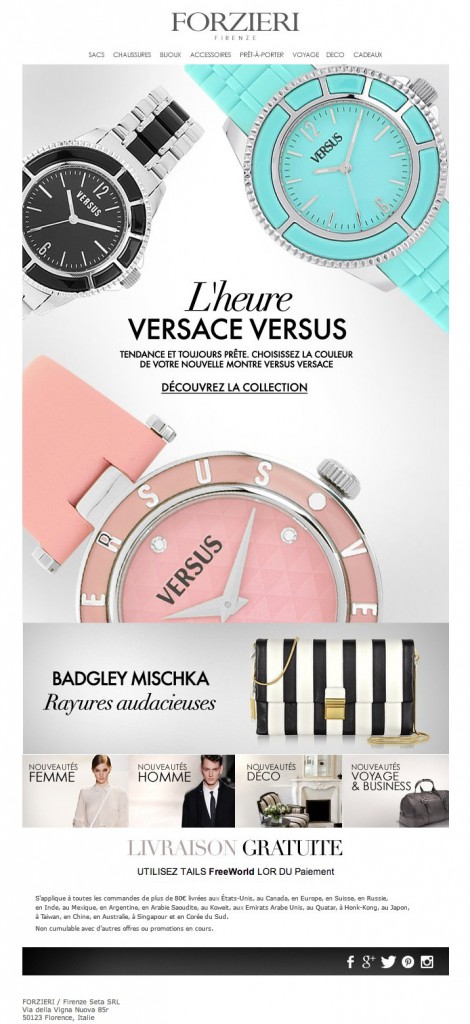 FORZIERI
FIRENZE
SACS CHAUSSURES BIJOUX ACCESSOIRES PRÊT-À-PORTER VOYAGE DECO CADEAUX
VERSUS
12
VERSUS
L'heure
VERSACE VERSUS
TENDANCE ET TOUJOURS PRÊTE. CHOISISSEZ LA COULEUR
DE VOTRE NOUVELLE MONTRE VERSUS VERSACE
DÉCOUVREZ LA COLLECTION
E R S U S V E
VERSUS
BADGLEY MISCHKA
Rayures audacieuses
NOUVEAUTÉS
FEMME
NOUVEAUTÉS
HOMME
NOUVEAUTÉS
DÉCO
NOUVEAUTÉS
VOYAGE
& BUSINESS
LIVRAISON GRATUITE
UTILISEZ TAILS FreeWorld LOR DU Paiement
S'applique à toutes les commandes de plus de 80€ livrées aux États-Unis, au Canada, en Europe, en Suisse, en Russie,
en Inde, au Mexique, en Argentine, en Arabie Saoudite, au Koweit, aux Emirats Arabe Unis, au Quatar, à Honk-Kong, au Japon,
à Taiwan, en Chine, en Australie, à Singapour et en Corée du Sud.
Non cumulable avec d'autres offres ou promotions en cours.
FORZIERI / Firenze Seta SRL
Via della Vigna Nuova 85r
50123 Florence, Italie